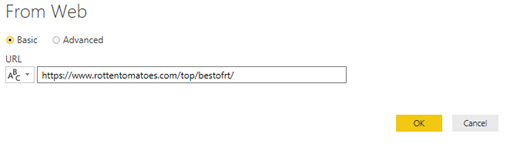 From Web
Basic Advanced
URL
ABC https://www.rottentomatoes.com/top/bestofrt/
OK Cancel